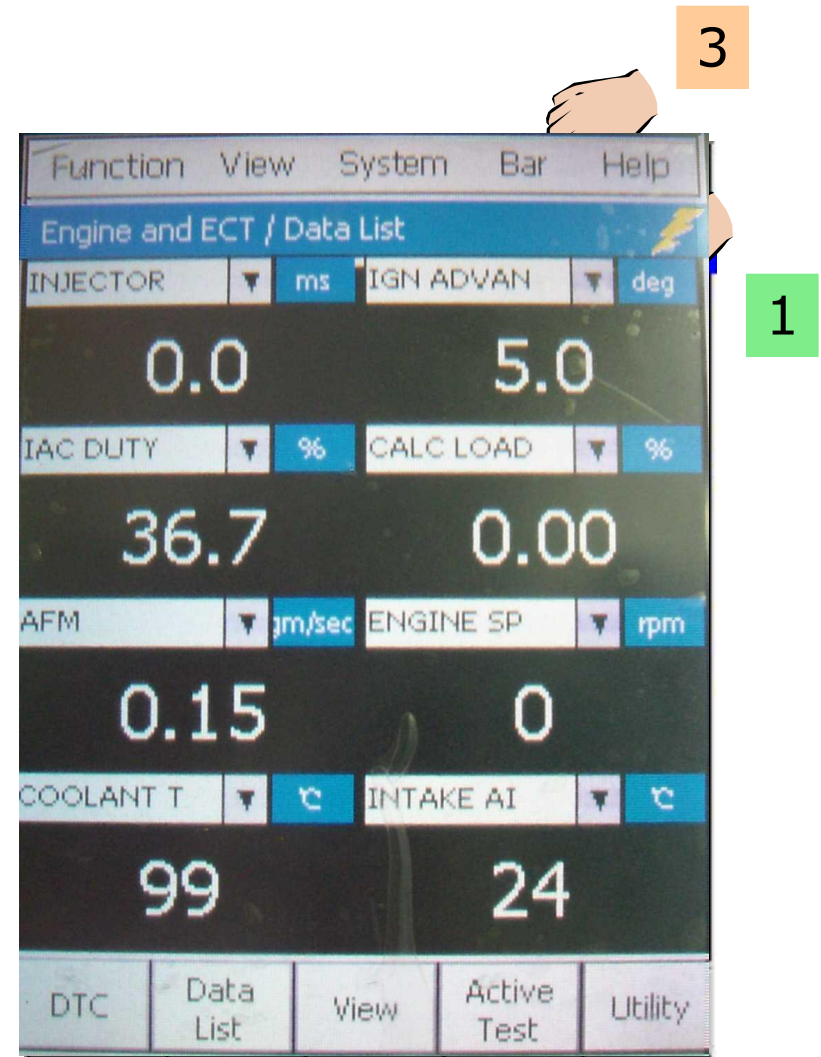 3
Function View System Bar Help
Engine and ECT / Data List
INJECTOR ▼ ms IGN ADVAN ▼ deg
0.0 5.0
1
IAC DUTY ▼ % CALC LOAD ▼ %
36.7 0.00
AFM ▼ gm/sec ENGINE SP ▼ rpm
0.15 0
COOLANT T ▼ ℃ INTAKE AI ▼ ℃
99 24
DTC Data List View Active Test Utility